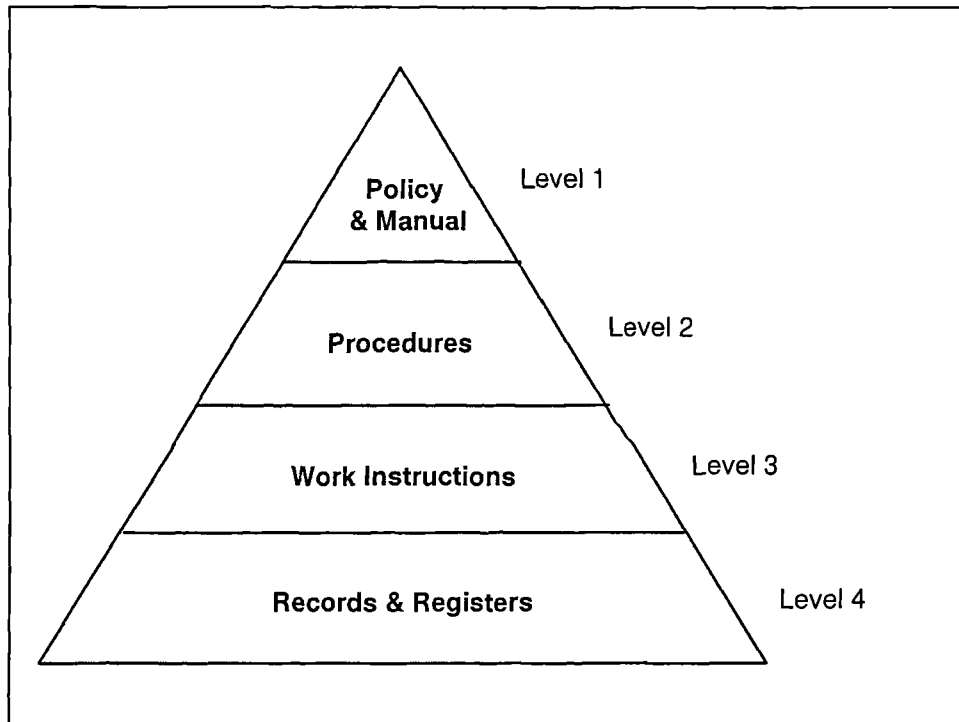 Policy
& Manual
Level 1
Procedures
Level 2
Work Instructions
Level 3
Records & Registers
Level 4